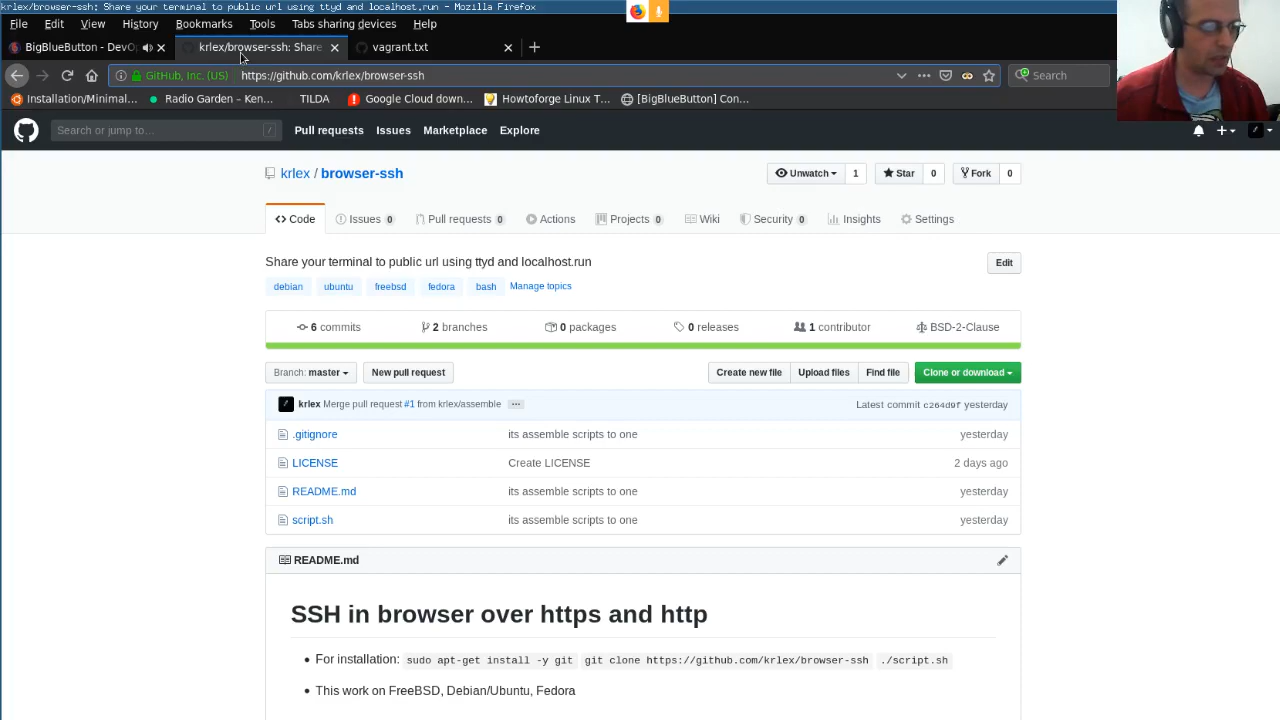 krlex/browser-ssh: Share your terminal to public url using ttyd and localhost.run - Mozilla Firefox
File Edit View History Bookmarks Tools Tabs sharing devices Help
BigBlueButton - DevO krlex/browser-ssh: Share vagrant.txt
GitHub, Inc. (US) https://github.com/krlex/browser-ssh Search
Installation/Minimal... Radio Garden – Ken... TILDA Google Cloud down... Howtoforge Linux T... [BigBlueButton] Con...
Search or jump to... / Pull requests Issues Marketplace Explore
krlex / browser-ssh Unwatch 1 Star 0 Fork 0
Code Issues 0 Pull requests 0 Actions Projects 0 Wiki Security 0 Insights Settings
Share your terminal to public url using ttyd and localhost.run Edit
debian ubuntu freebsd fedora bash Manage topics
6 commits 2 branches 0 packages 0 releases 1 contributor BSD-2-Clause
Branch: master New pull request Create new file Upload files Find file Clone or download
krlex Merge pull request #1 from krlex/assemble ... Latest commit c264d9f yesterday
.gitignore its assemble scripts to one yesterday
LICENSE Create LICENSE 2 days ago
README.md its assemble scripts to one yesterday
script.sh its assemble scripts to one yesterday
README.md
SSH in browser over https and http
• For installation: sudo apt-get install -y git git clone https://github.com/krlex/browser-ssh ./script.sh
• This work on FreeBSD, Debian/Ubuntu, Fedora